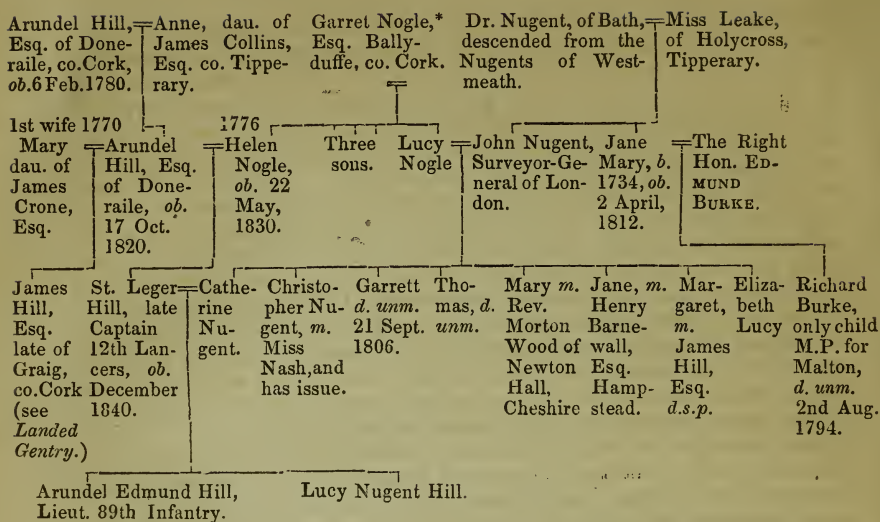 Arundel Hill,
Esq. of Done-
raile, co.Cork,
ob.6 Feb.1780.
Anne, dau. of
James Collins,
Esq. co. Tippe-
rary.
Garret Nogle,*
Esq. Bally-
duffe, co. Cork.
Dr. Nugent, of Bath,
descended from the
Nugents of West-
meath.
Miss Leake,
of Holycross,
Tipperary.
1st wife 1770
Mary
dau. of
James
Crone,
Esq.
Arundel
Hill, Esq.
of Done-
raile, ob.
17 Oct.
1820.
1776
Helen
Nogle,
ob. 22
May,
1830.
Three
sons.
Lucy
Nogle
John Nugent,
Surveyor-Ge-
neral of Lon-
don.
Jane
Mary, b.
1734, ob.
2 April,
1812.
The Right
Hon. ED-
MUND
BURKE.
James
Hill,
Esq.
late of
Graig,
co.Cork
(see
Landed
Gentry.)
St. Leger
Hill, late
Captain
12th Lan-
cers, ob.
December
1840.
Cathe-
rine
Nu-
gent.
Christo-
pher Nu-
gent, m.
Miss
Nash,and
has issue.
Garrett
d. unm.
21 Sept.
1806.
Tho-
mas, d.
unm.
Mary m.
Rev.
Morton
Wood of
Newton
Hall,
Cheshire
Jane, m.
Henry
Barne-
wall,
Esq.
Hamp-
stead.
Mar-
garet,
m.
James
Hill,
Esq.
d.s.p.
Eliza-
beth
Lucy
Richard
Burke,
only child
M.P. for
Malton,
d. unm.
2nd Aug.
1794.
Arundel Edmund Hill,
Lieut. 89th Infantry.
Lucy Nugent Hill.